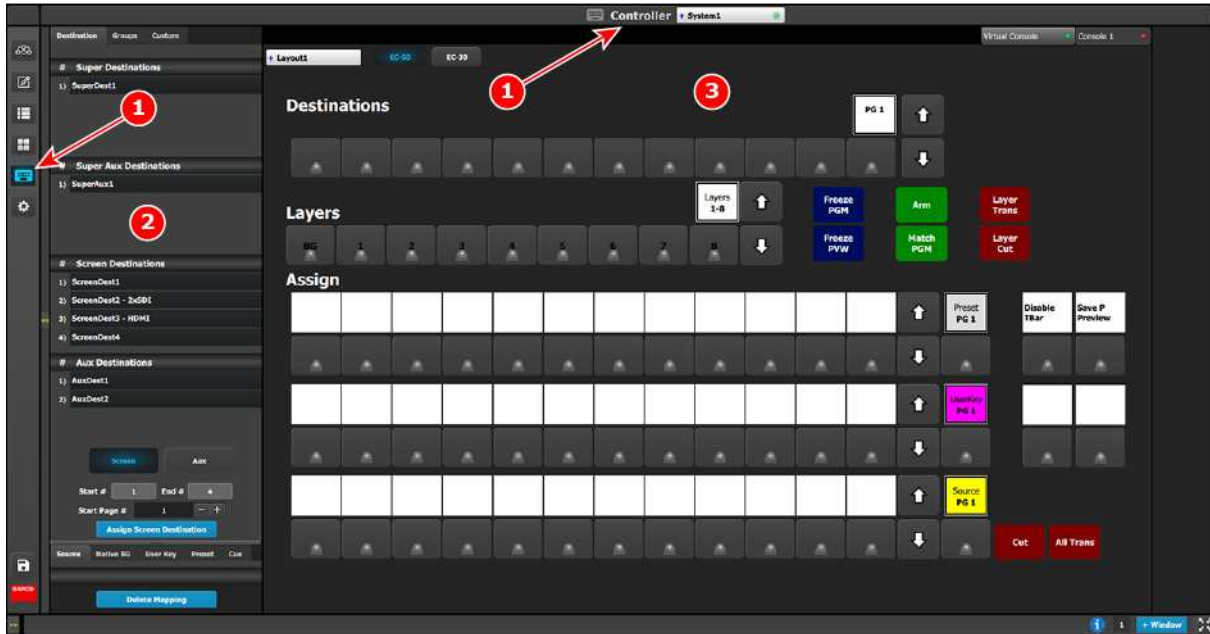 Controller + System1
Destination Groups Custom
Virtual Console Console 1
+ Layout1 EC-50 EC-30
# Super Destinations
1) SuperDest1
1
1
3
Destinations
PG 1
# Super Aux Destinations
1) SuperAux1
2
Layers
Layers 1-8
Freeze PGM
Arm
Layer Trans
BG 1 2 3 4 5 6 7 8
Freeze PVW
Match PGM
Layer Cut
# Screen Destinations
1) ScreenDest1
2) ScreenDest2 - 2xSDI
3) ScreenDest3 - HDMI
4) ScreenDest4
Assign
Preset PG 1
Disable TBar
Save P Preview
# Aux Destinations
1) AuxDest1
2) AuxDest2
UserKey PG 1
Screen Aux
Start # 1 End # 4
Start Page # 1 - +
Assign Screen Destination
Source PG 1
Cut All Trans
Source Native BG User Key Preset Cue
Delete Mapping
BARCO
1 + Window